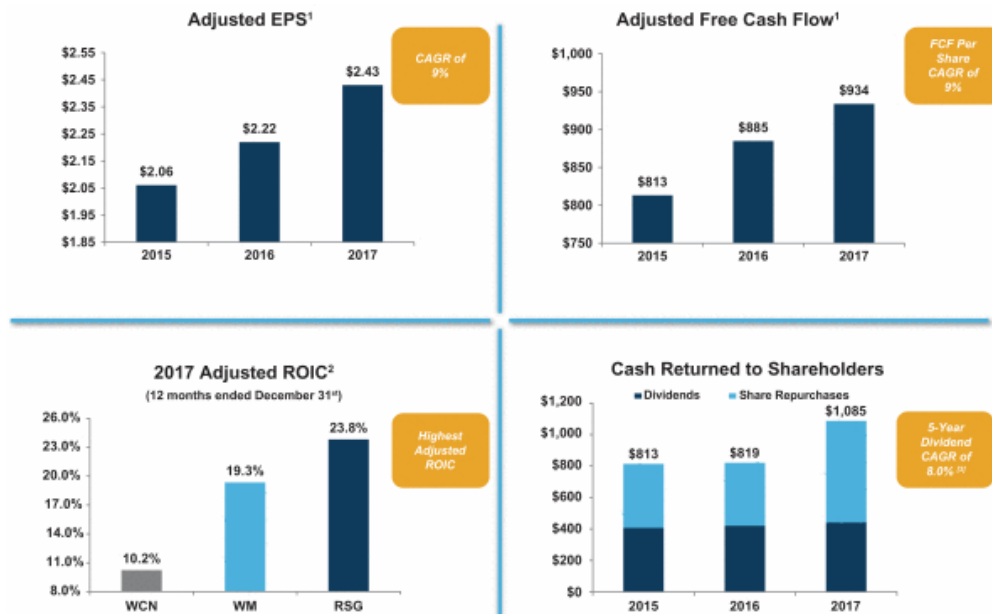 Adjusted EPS¹
CAGR of
9%
$2.55
$2.45
$2.35
$2.25
$2.15
$2.05
$1.95
$1.85
$2.06
$2.22
$2.43
2015
2016
2017
Adjusted Free Cash Flow¹
FCF Per
Share
CAGR of
9%
$1,000
$950
$900
$850
$800
$750
$813
$885
$934
2015
2016
2017
2017 Adjusted ROIC²
(12 months ended December 31ˢᵗ)
Highest
Adjusted
ROIC
26.0%
23.0%
20.0%
17.0%
14.0%
11.0%
8.0%
10.2%
19.3%
23.8%
WCN
WM
RSG
Cash Returned to Shareholders
Dividends
Share Repurchases
5-Year
Dividend
CAGR of
8.0% [3]
$1,200
$1,000
$800
$600
$400
$200
$0
$813
$819
$1,085
2015
2016
2017